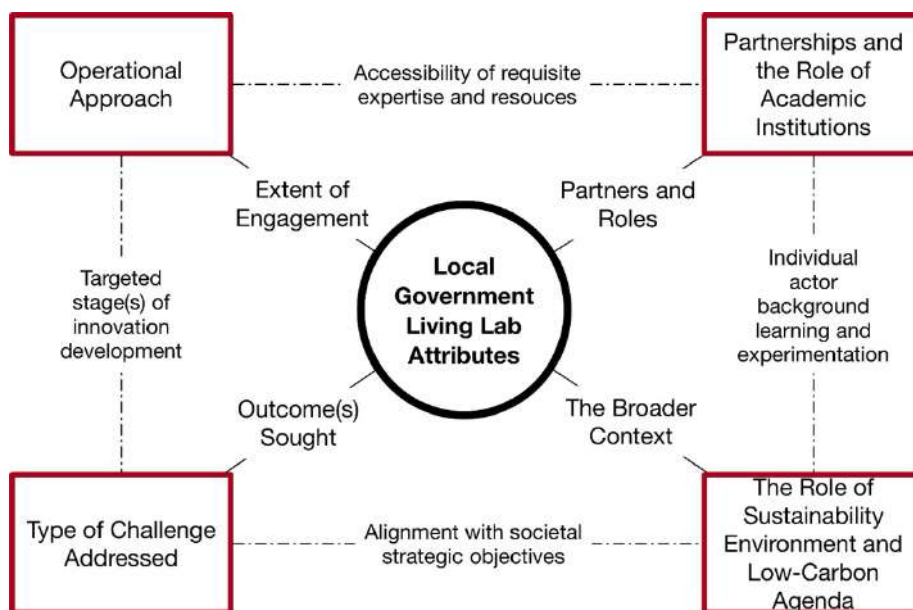 Operational
Approach
Accessibility of requisite
expertise and resouces
Partnerships and
the Role of
Academic
Institutions
Extent of
Engagement
Partners and
Roles
Targeted
stage(s) of
innovation
development
Local
Government
Living Lab
Attributes
Individual
actor
background
learning and
experimentation
Outcome(s)
Sought
The Broader
Context
Type of Challenge
Addressed
Alignment with societal
strategic objectives
The Role of
Sustainability
Environment and
Low-Carbon
Agenda